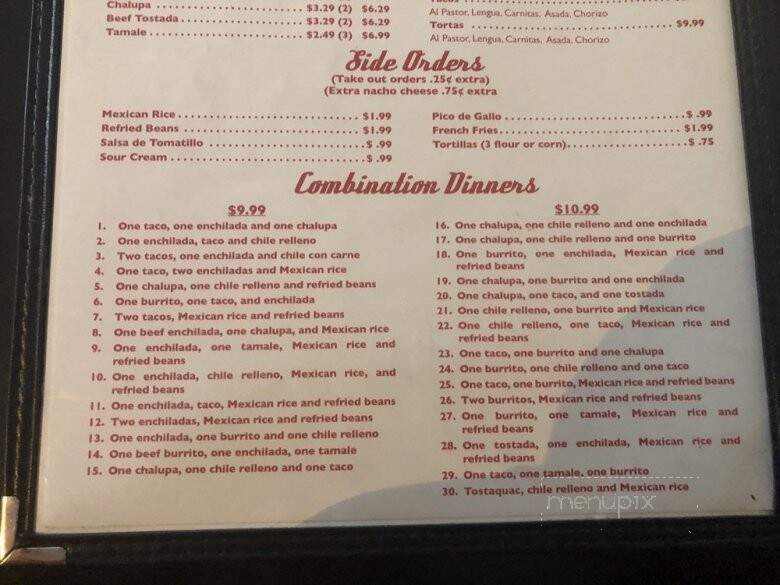 Chalupa $3.29 (2) $6.29
Beef Tostada $3.29 (2) $6.29
Tamale $2.49 (3) $6.99
Al Pastor, Lengua, Carnitas, Asada, Chorizo
Tortas $9.99
Al Pastor, Lengua, Carnitas, Asada, Chorizo
Side Orders
(Take out orders .25¢ extra)
(Extra nacho cheese .75¢ extra
Mexican Rice $1.99
Refried Beans $1.99
Salsa de Tomatillo $ .99
Sour Cream $ .99
Pico de Gallo $ .99
French Fries $1.99
Tortillas (3 flour or corn) $ .75
Combination Dinners
$9.99
1. One taco, one enchilada and one chalupa
2. One enchilada, taco and chile relleno
3. Two tacos, one enchilada and chile con carne
4. One taco, two enchiladas and Mexican rice
5. One chalupa, one chile relleno and refried beans
6. One burrito, one taco, and enchilada
7. Two tacos, Mexican rice and refried beans
8. One beef enchilada, one chalupa, and Mexican rice
9. One enchilada, one tamale, Mexican rice and
refried beans
10. One enchilada, chile relleno, Mexican rice, and
refried beans
11. One enchilada, taco, Mexican rice and refried beans
12. Two enchiladas, Mexican rice and refried beans
13. One enchilada, one burrito and one chile relleno
14. One beef burrito, one enchilada, one tamale
15. One chalupa, one chile relleno and one taco
$10.99
16. One chalupa, one chile relleno and one enchilada
17. One chalupa, one chile relleno and one burrito
18. One burrito, one enchilada, Mexican rice and
refried beans
19. One chalupa, one burrito and one enchilada
20. One chalupa, one taco, and one tostada
21. One chile relleno, one burrito and Mexican rice
22. One chile relleno, one taco, Mexican rice and
refried beans
23. One taco, one burrito and one chalupa
24. One burrito, one chile relleno and one taco
25. One taco, one burrito, Mexican rice and refried beans
26. Two burritos, Mexican rice and refried beans
27. One burrito, one tamale, Mexican rice and
refried beans
28. One tostada, one enchilada, Mexican rice and
refried beans
29. One taco, one tamale, one burrito
30. Tostaquac, chile relleno and Mexican rice
menupix